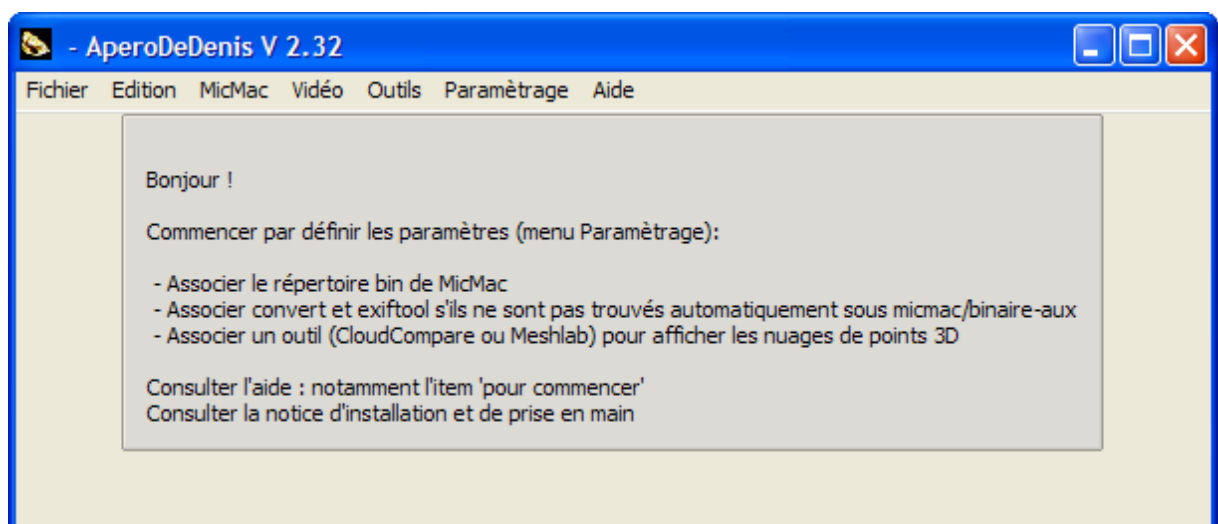 - AperoDeDenis V 2.32
Fichier Edition MicMac Vidéo Outils Paramètrage Aide
Bonjour !
Commencer par définir les paramètres (menu Paramètrage):
- Associer le répertoire bin de MicMac
- Associer convert et exiftool s'ils ne sont pas trouvés automatiquement sous micmac/binaire-aux
- Associer un outil (CloudCompare ou Meshlab) pour afficher les nuages de points 3D
Consulter l'aide : notamment l'item 'pour commencer'
Consulter la notice d'installation et de prise en main